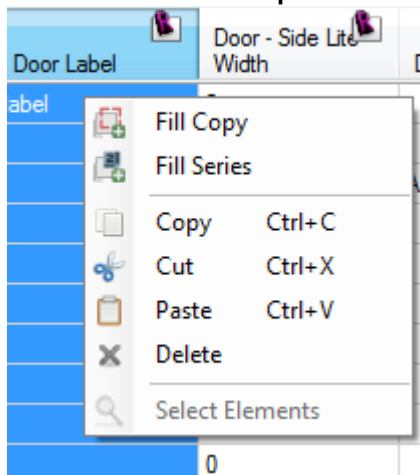 Door Label
Door - Side Lite
Width
abel
Fill Copy
Fill Series
Copy Ctrl+C
Cut Ctrl+X
Paste Ctrl+V
Delete
Select Elements
0